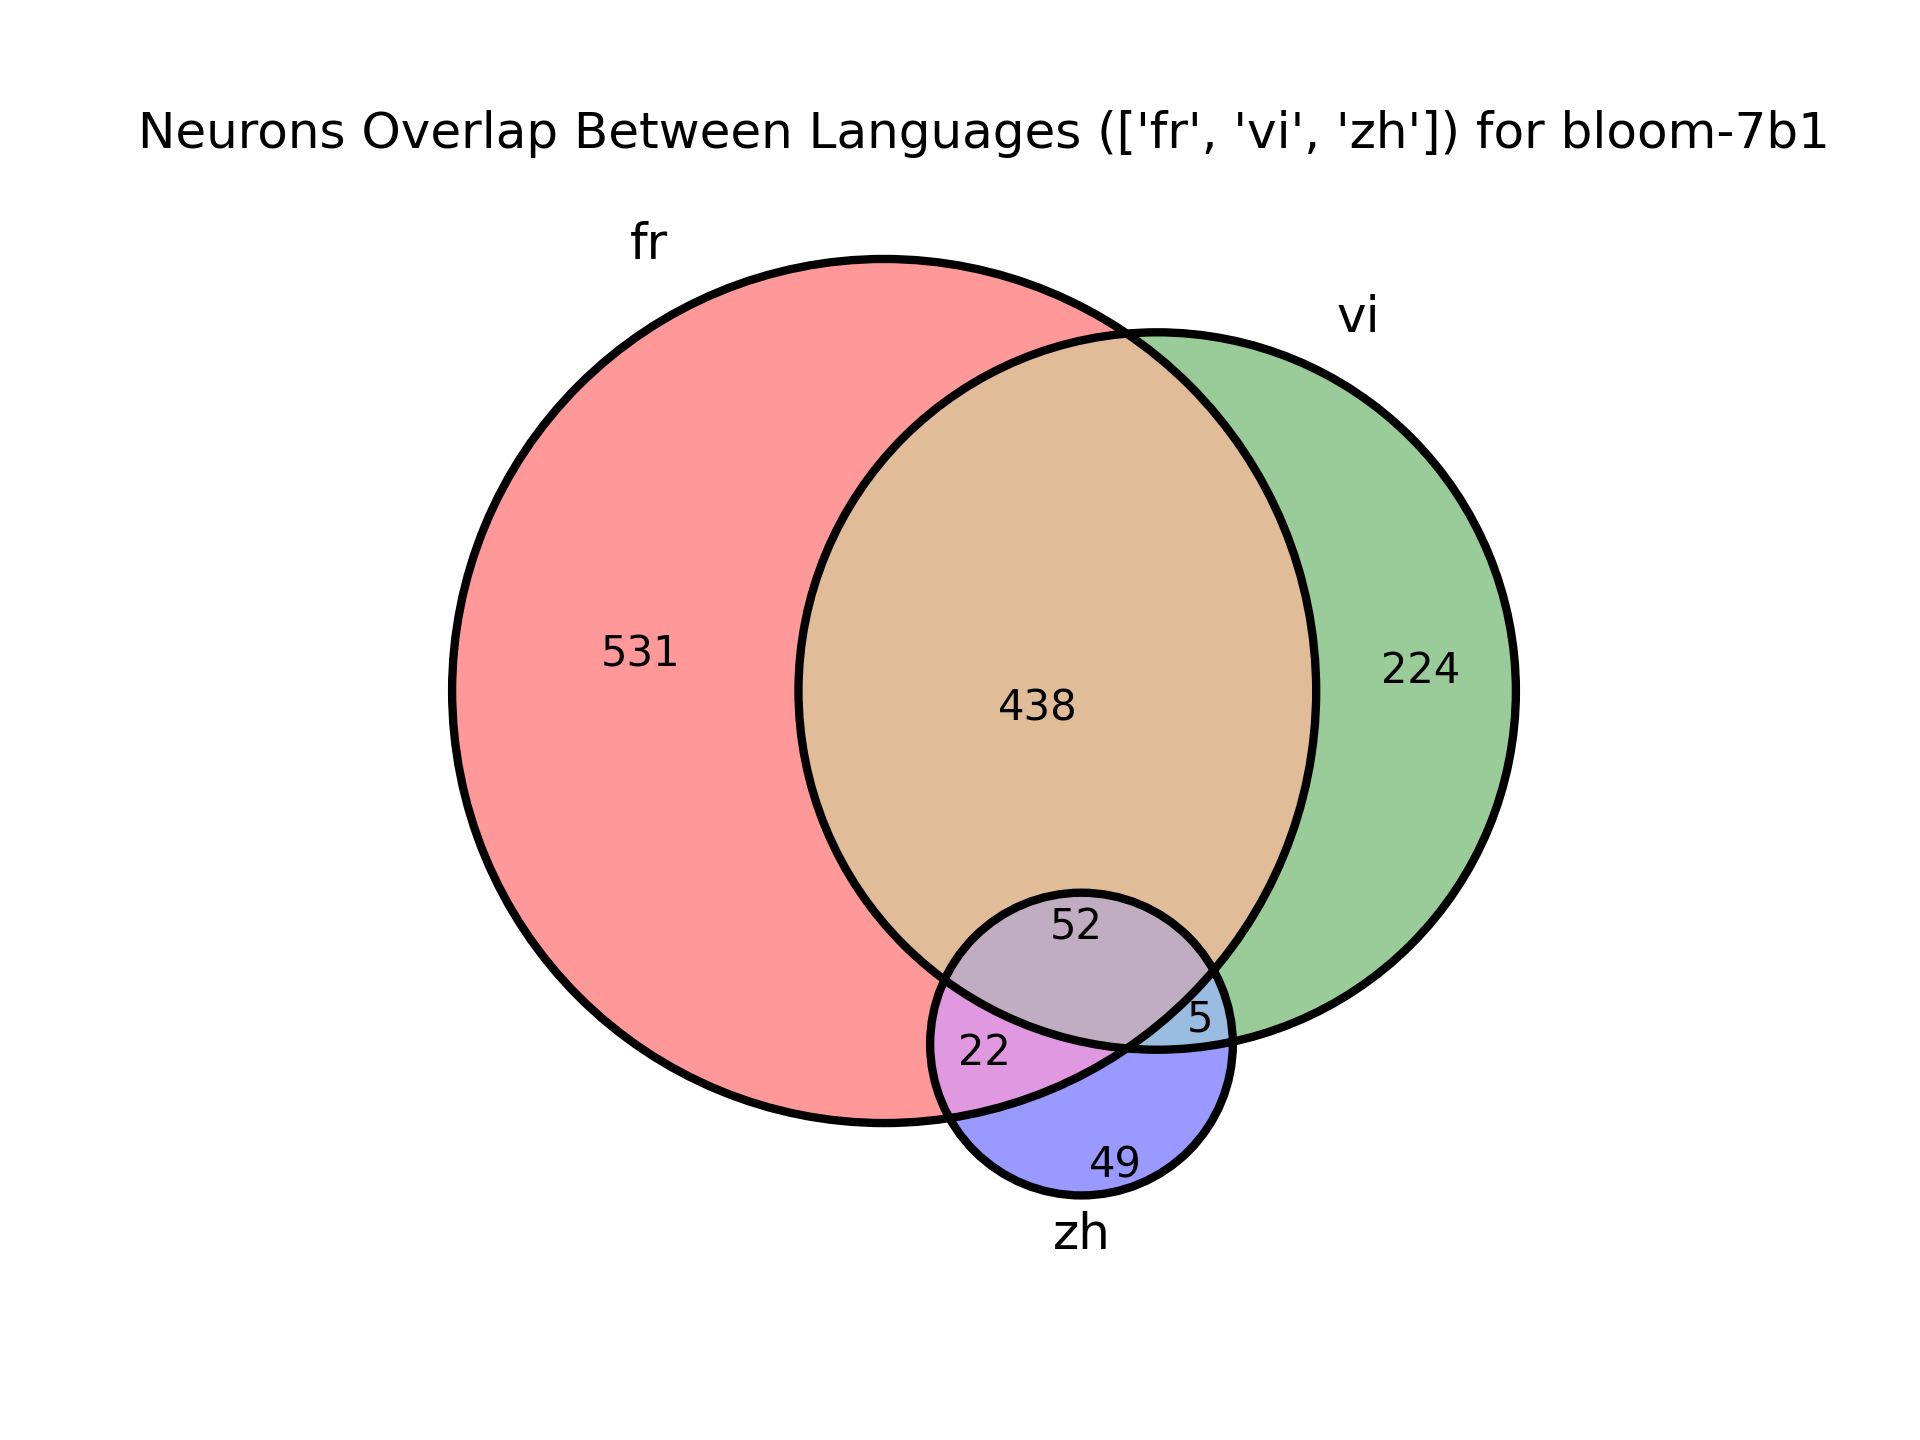 Neurons Overlap Between Languages (['fr', 'vi', 'zh']) for bloom-7b1
fr
vi
531
224
438
52
5
22
49
zh